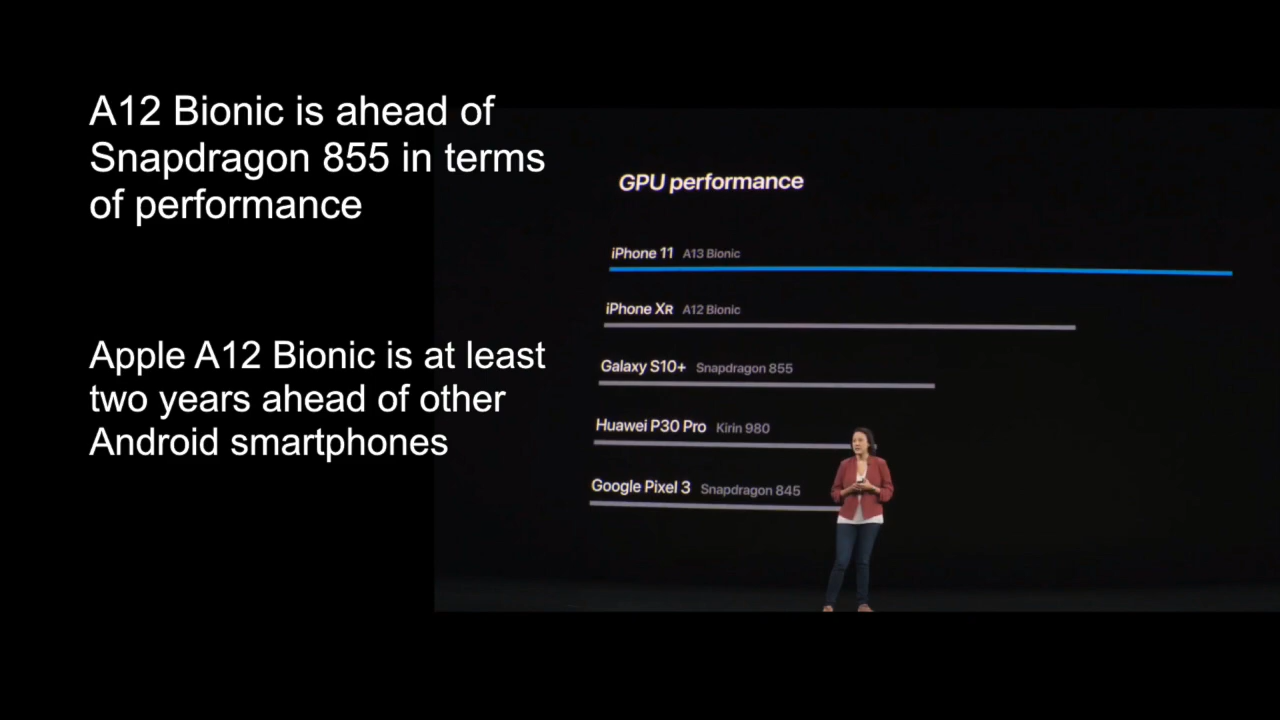 A12 Bionic is ahead of
Snapdragon 855 in terms
of performance
Apple A12 Bionic is at least
two years ahead of other
Android smartphones
GPU performance
iPhone 11 A13 Bionic
iPhone XR A12 Bionic
Galaxy S10+ Snapdragon 855
Huawei P30 Pro Kirin 980
Google Pixel 3 Snapdragon 845